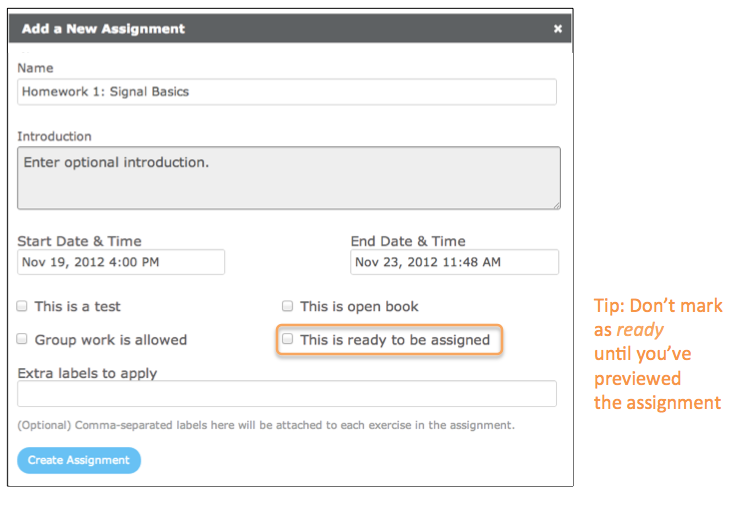 Add a New Assignment x
Name
Homework 1: Signal Basics
Introduction
Enter optional introduction.
Start Date & Time End Date & Time
Nov 19, 2012 4:00 PM Nov 23, 2012 11:48 AM
This is a test This is open book
Group work is allowed This is ready to be assigned
Extra labels to apply
(Optional) Comma-separated labels here will be attached to each exercise in the assignment.
Create Assignment
Tip: Don’t mark
as ready
until you’ve
previewed
the assignment